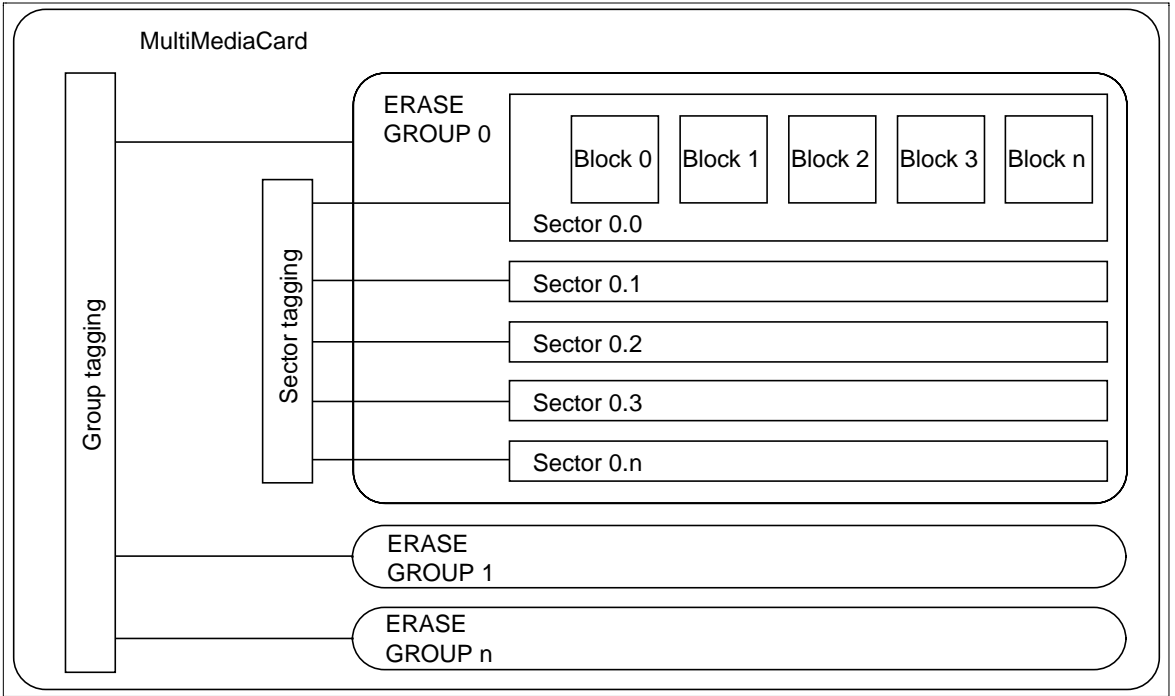 MultiMediaCard
Group tagging
Sector tagging
ERASE
GROUP 0
Block 0
Block 1
Block 2
Block 3
Block n
Sector 0.0
Sector 0.1
Sector 0.2
Sector 0.3
Sector 0.n
ERASE
GROUP 1
ERASE
GROUP n